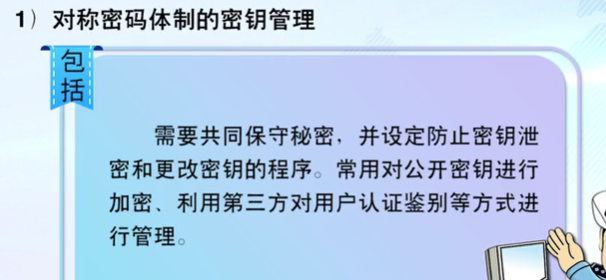 1）对称密码体制的密钥管理
包
括
需要共同保守秘密，并设定防止密钥泄
密和更改密钥的程序。常用对公开密钥进行
加密、利用第三方对用户认证鉴别等方式进
行管理。